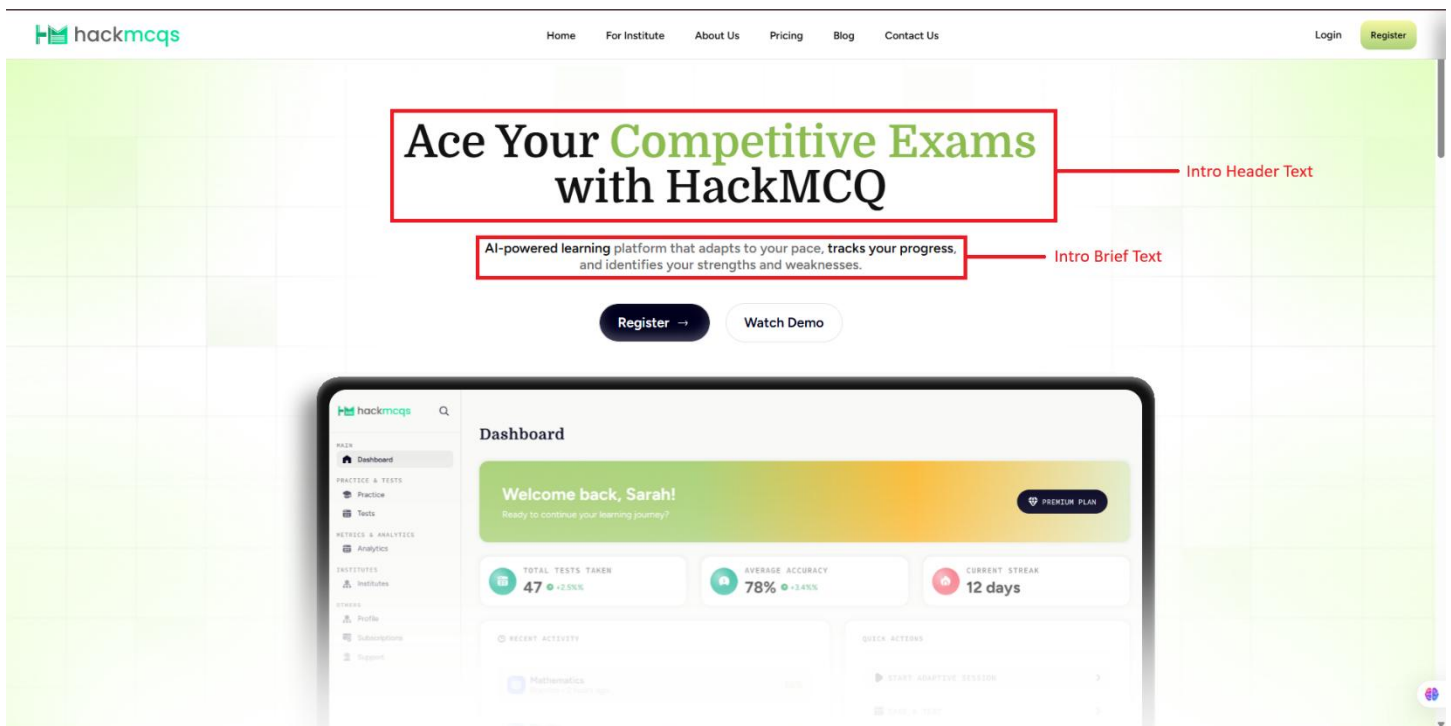 hackmcqs
Home For Institute About Us Pricing Blog Contact Us
Login Register
Ace Your Competitive Exams
with HackMCQ
Intro Header Text
AI-powered learning platform that adapts to your pace, tracks your progress,
and identifies your strengths and weaknesses.
Intro Brief Text
Register → Watch Demo
hackmcqs
MAIN
Dashboard
PRACTICE & TESTS
Practice
Tests
METRICS & ANALYTICS
Analytics
INSTITUTES
Institutes
OTHERS
Profile
Subscriptions
Support
Dashboard
Welcome back, Sarah!
Ready to continue your learning journey?
PREMIUM PLAN
TOTAL TESTS TAKEN
47 +2.5%%
AVERAGE ACCURACY
78% +2.4%%
CURRENT STREAK
12 days
RECENT ACTIVITY
Mathematics
QUICK ACTIONS
START ADAPTIVE SESSION